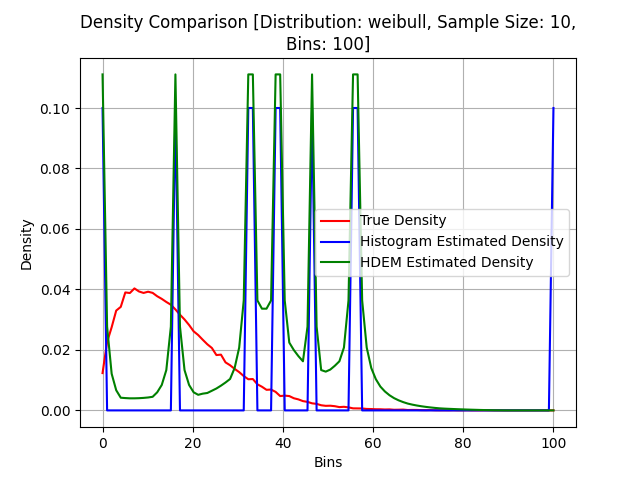 Density Comparison [Distribution: weibull, Sample Size: 10,
Bins: 100]
Density
0.10
0.08
0.06
0.04
0.02
0.00
True Density
Histogram Estimated Density
HDEM Estimated Density
0 20 40 60 80 100
Bins